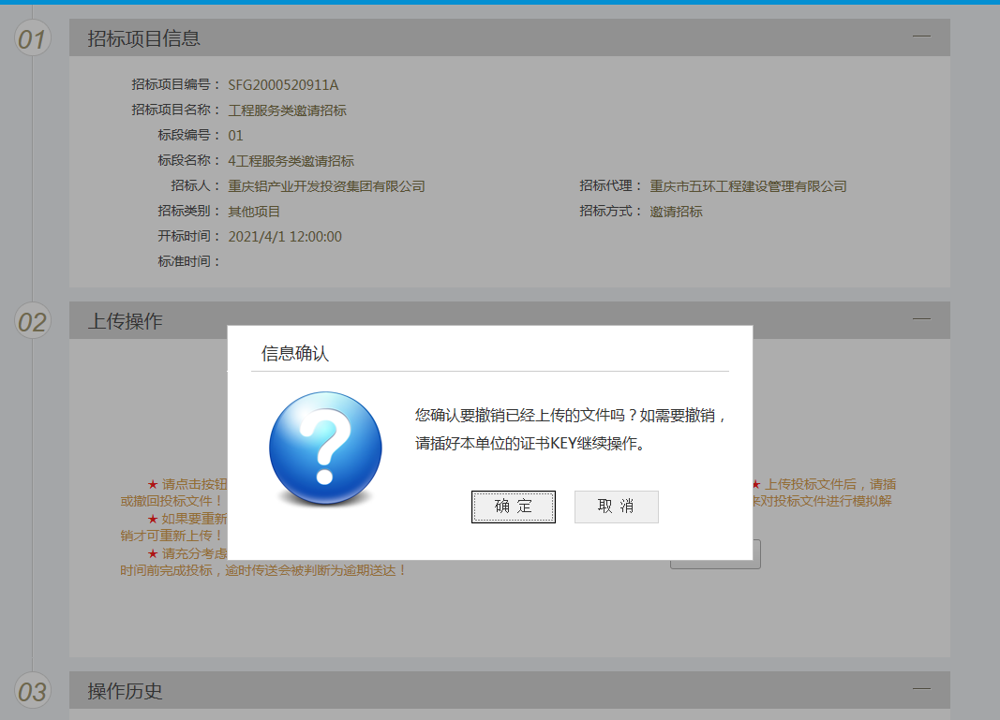 01
招标项目信息
招标项目编号： SFG2000520911A
招标项目名称： 工程服务类邀请招标
标段编号： 01
标段名称： 4工程服务类邀请招标
招标人： 重庆铝产业开发投资集团有限公司 招标代理： 重庆市五环工程建设管理有限公司
招标类别： 其他项目 招标方式： 邀请招标
开标时间： 2021/4/1 12:00:00
标准时间：
02
上传操作
信息确认
您确认要撤销已经上传的文件吗？如需要撤销，
请插好本单位的证书KEY继续操作。
确 定 取 消
★ 请点击按钮
或撤回投标文件！
★ 如果要重新
销才可重新上传！
★ 请充分考虑
时间前完成投标，逾时传送会被判断为逾期送达！
★ 上传投标文件后，请插
来对投标文件进行模拟解
03
操作历史